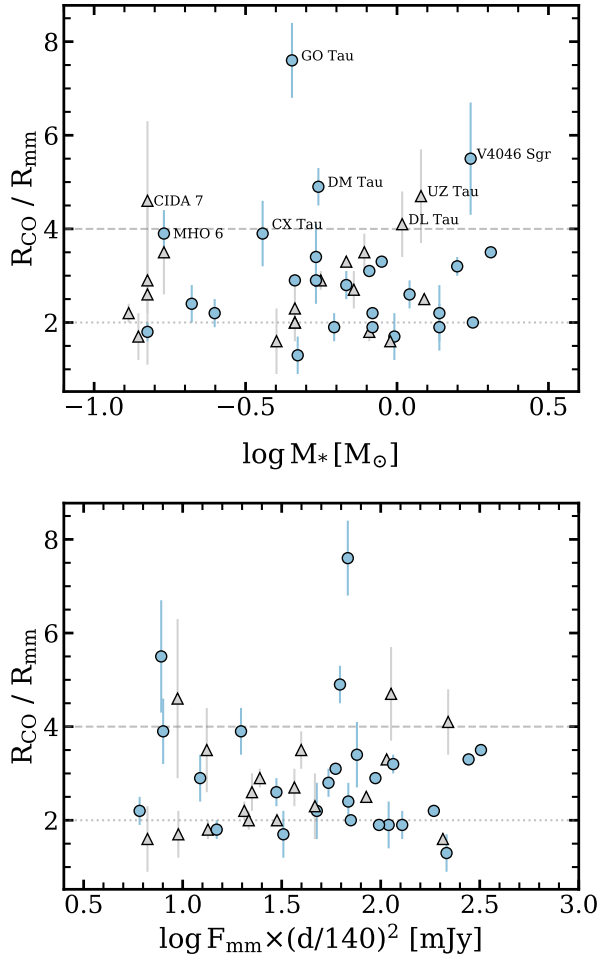 8
6
4
2
R_CO / R_mm
GO Tau
V4046 Sgr
DM Tau
UZ Tau
CIDA 7
DL Tau
CX Tau
MHO 6
−1.0 −0.5 0.0 0.5
log M_* [M_⊙]
0.5 1.0 1.5 2.0 2.5 3.0
8
6
4
2
R_CO / R_mm
log F_mm×(d/140)^2 [mJy]